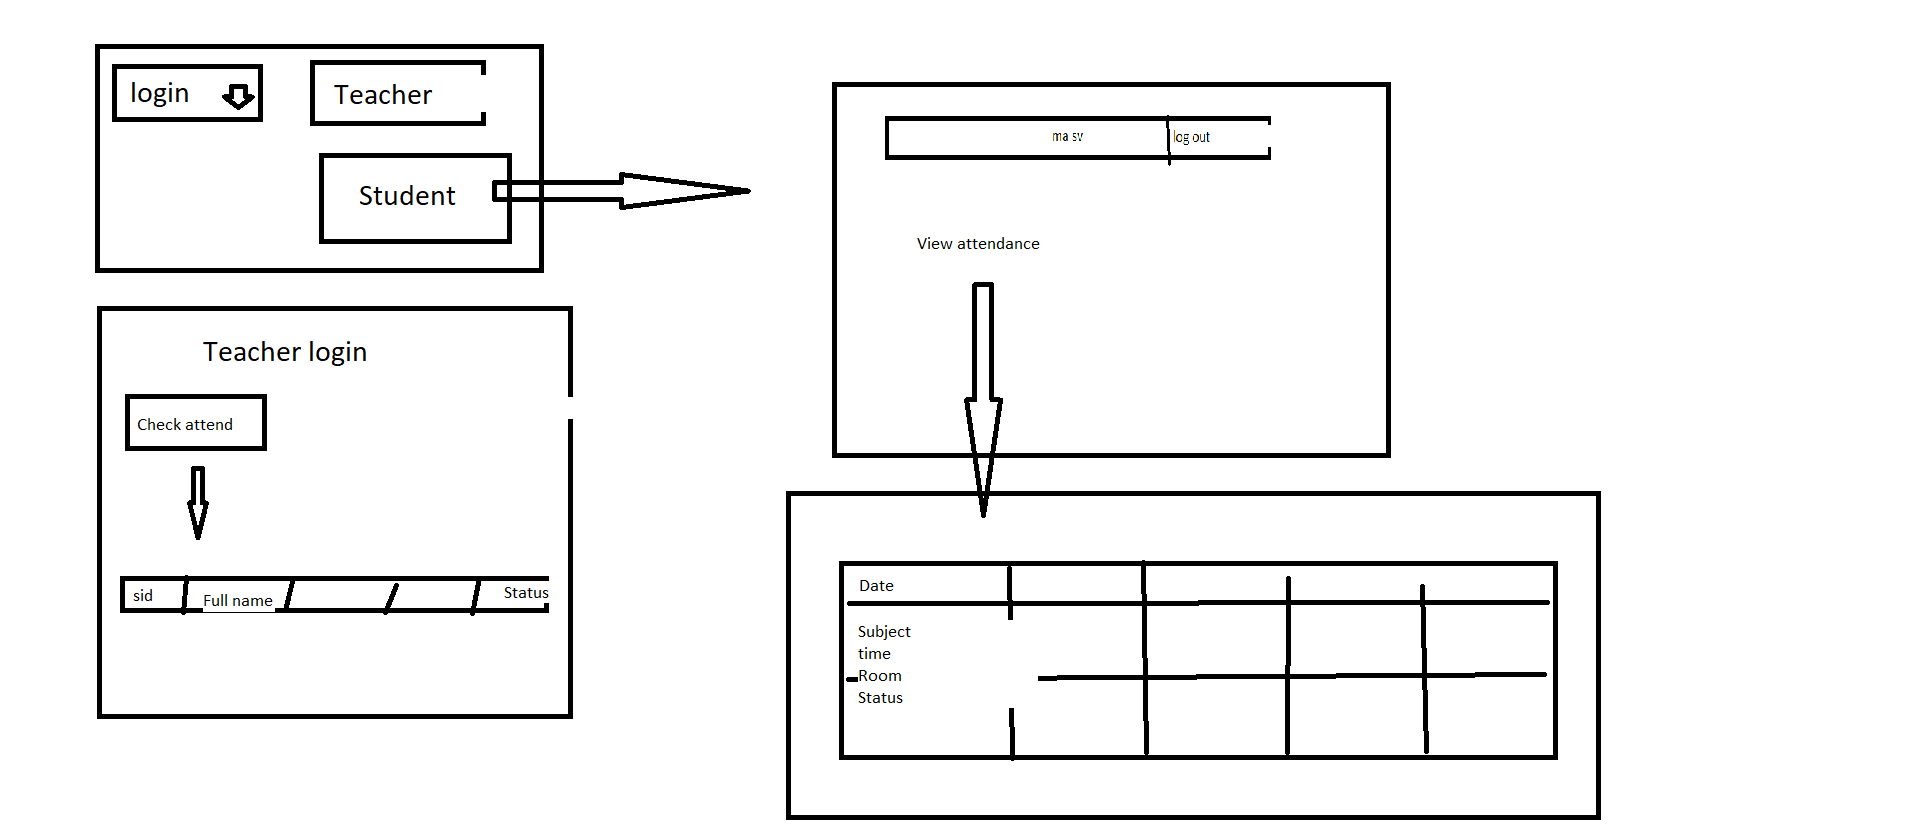 login
Teacher
Student
Teacher login
Check attend
sid
Full name
Status
ma sv
log out
View attendance
Date
Subject
time
Room
Status